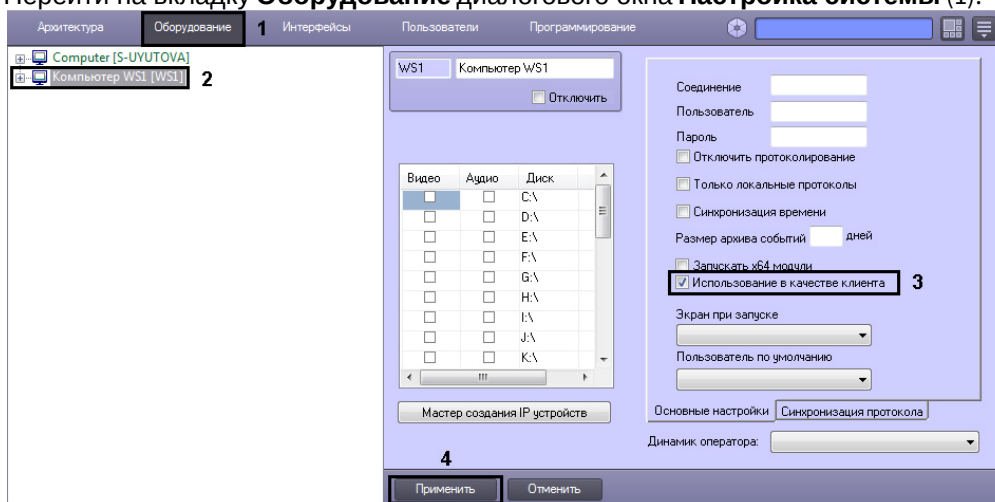 Перейти на вкладку Оборудование диалогового окна Настройка системы (1).
Архитектура Оборудование 1 Интерфейсы Пользователи Программирование
Computer [S-UYUTOVA]
Компьютер WS1 [WS1] 2
WS1 Компьютер WS1
Отключить
Видео Аудио Диск
C:\
D:\
E:\
F:\
G:\
H:\
I:\
J:\
K:\
Мастер создания IP устройств
Соединение
Пользователь
Пароль
Отключить протоколирование
Только локальные протоколы
Синхронизация времени
Размер архива событий дней
Запускать x64 модули
Использование в качестве клиента 3
Экран при запуске
Пользователь по умолчанию
Основные настройки Синхронизация протокола
Динамик оператора:
4
Применить Отменить